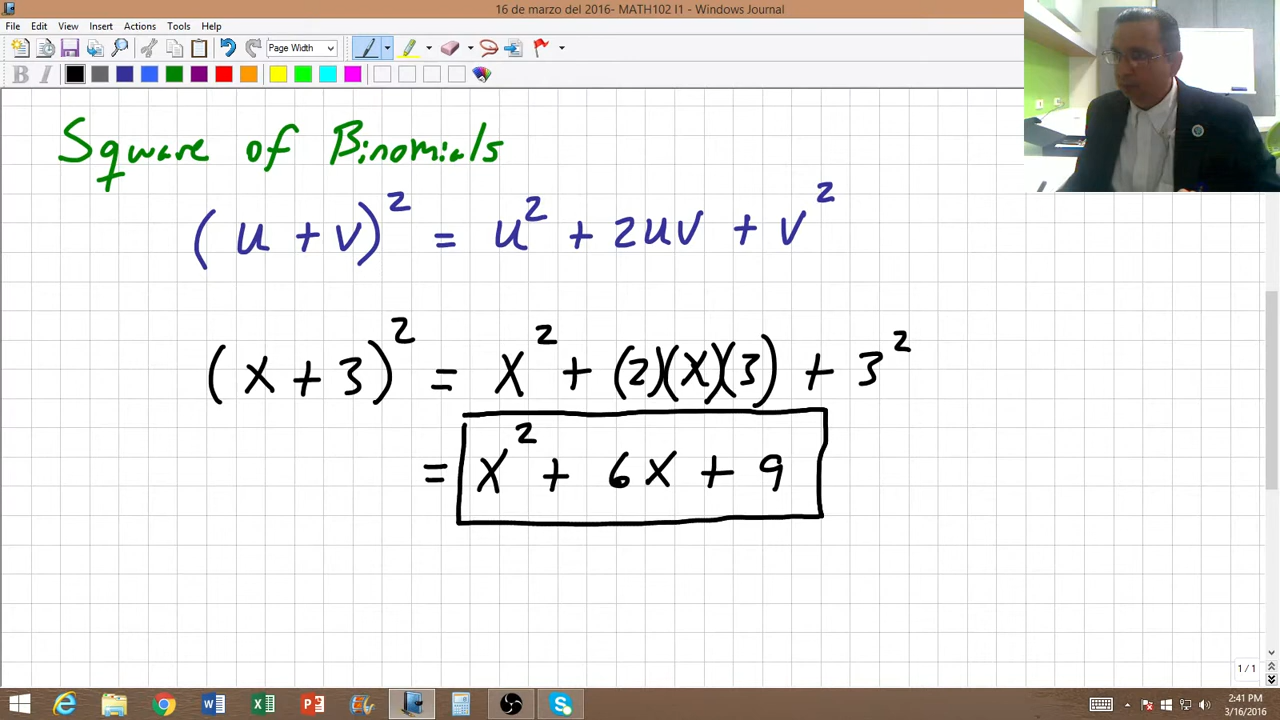 16 de marzo del 2016- MATH102 I1 - Windows Journal
File Edit View Insert Actions Tools Help
Page Width
B I
Square of Binomials
(u + v)² = u² + 2uv + v²
(x + 3)² = x² + (2)(x)(3) + 3²
= x² + 6x + 9
1 / 1
2:41 PM
3/16/2016